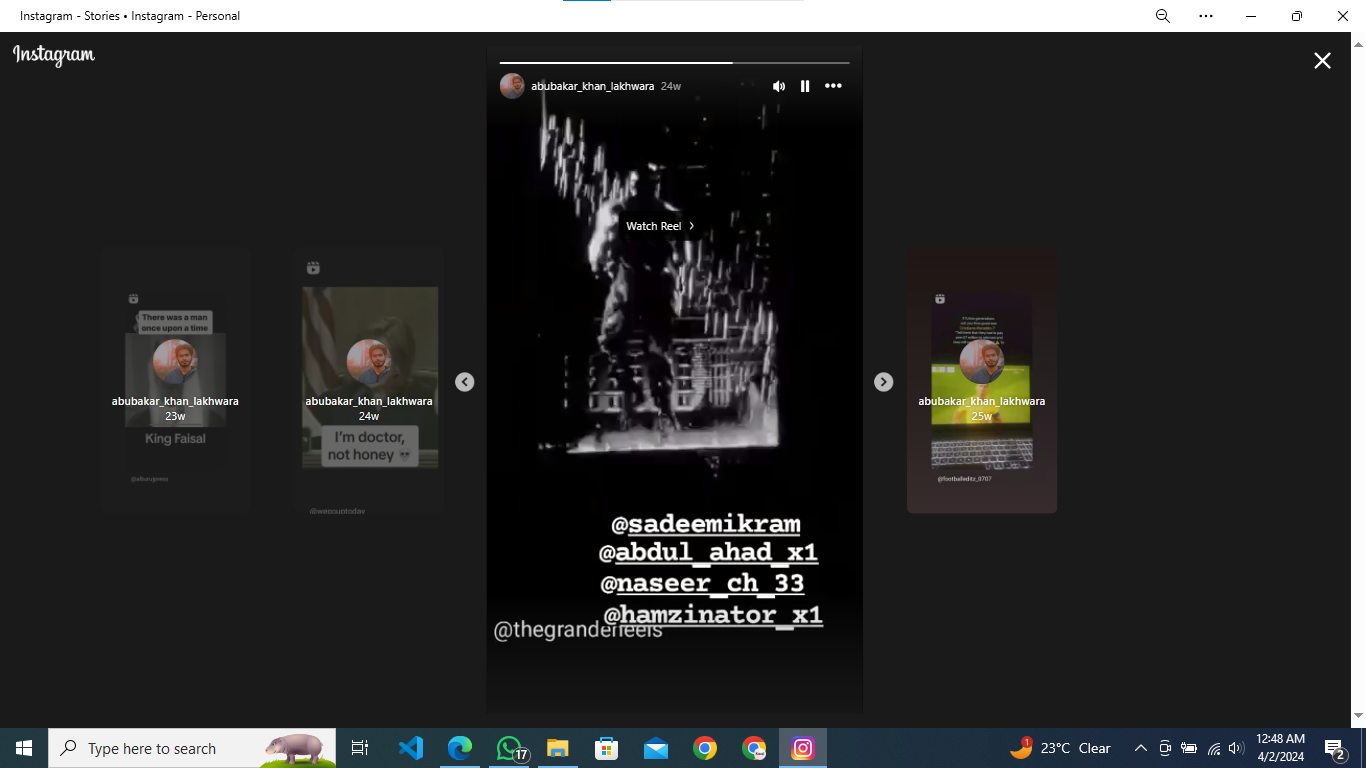 Instagram - Stories • Instagram - Personal
Instagram
abubakar_khan_lakhwara 24w
Watch Reel
@sadeemikram
@abdul_ahad_x1
@naseer_ch_33
@hamzinator_x1
@thegrandereels
There was a man
once upon a time
abubakar_khan_lakhwara
23w
King Faisal
abubakar_khan_lakhwara
24w
I'm doctor,
not honey 💀
@wepouptoday
abubakar_khan_lakhwara
25w
@footballeditz_0707
Type here to search
17
1
23°C Clear
12:48 AM
4/2/2024
2